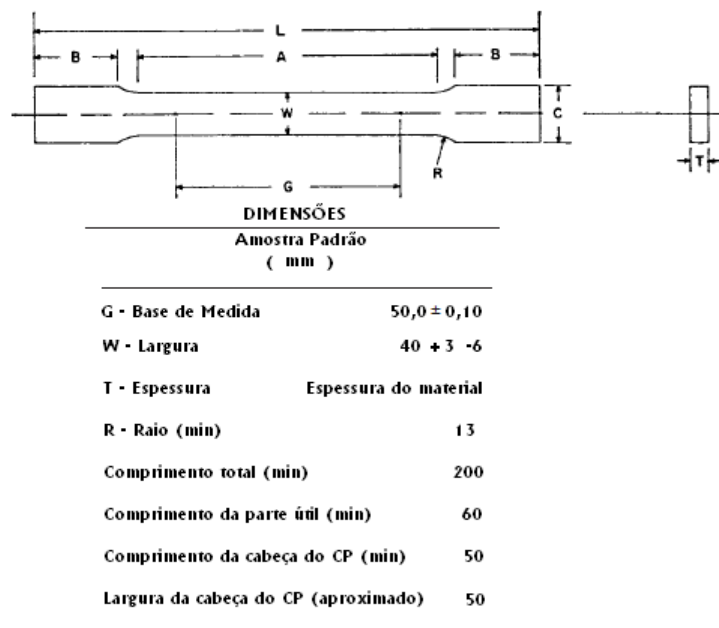 L
B A B
W C
R T
G
DIMENSÕES
Amostra Padrão
( mm )
G - Base de Medida 50,0 ± 0,10
W - Largura 40 + 3 -6
T - Espessura Espessura do material
R - Raio (min) 13
Comprimento total (min) 200
Comprimento da parte útil (min) 60
Comprimento da cabeça do CP (min) 50
Largura da cabeça do CP (aproximado) 50